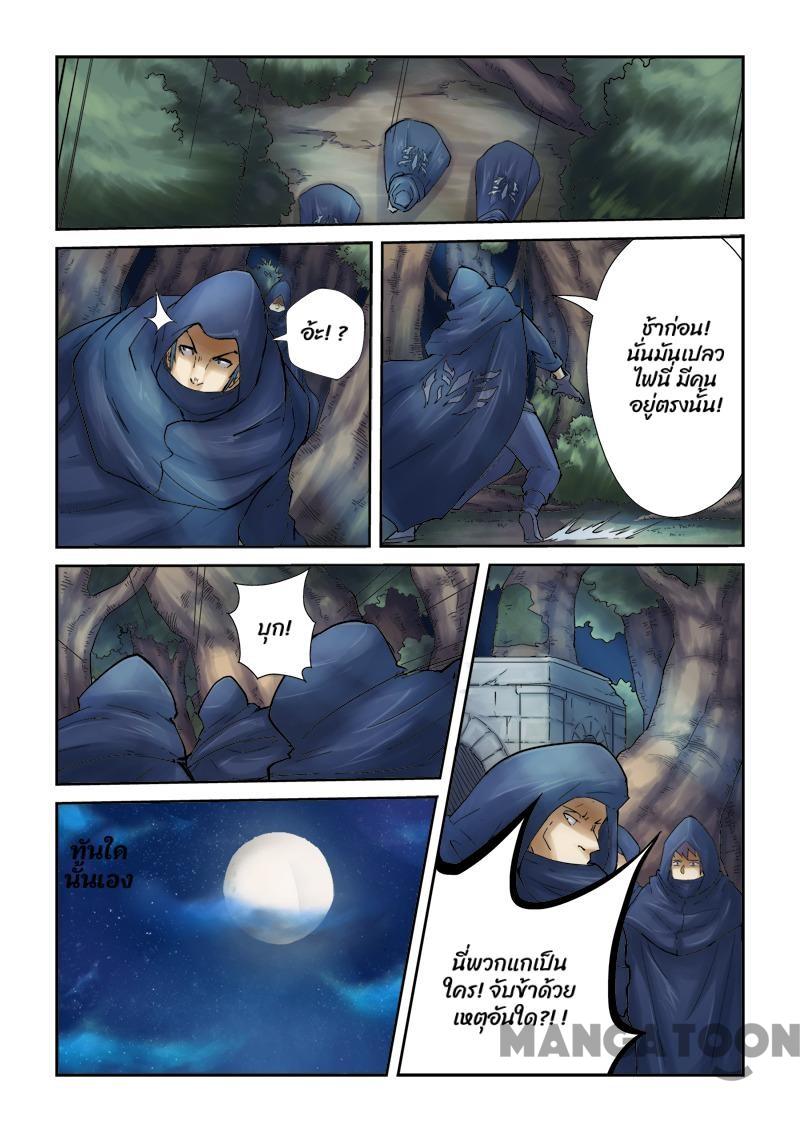 อ้ะ! ?
ช้าก่อน!
นั่นมันเปลว
ไฟนี่ มีคน
อยู่ตรงนั้น!
บุก!
ทันใด
นั้นเอง
นี่พวกแกเป็น
ใคร! จับข้าด้วย
เหตุอันใด?! !
MANGATOON